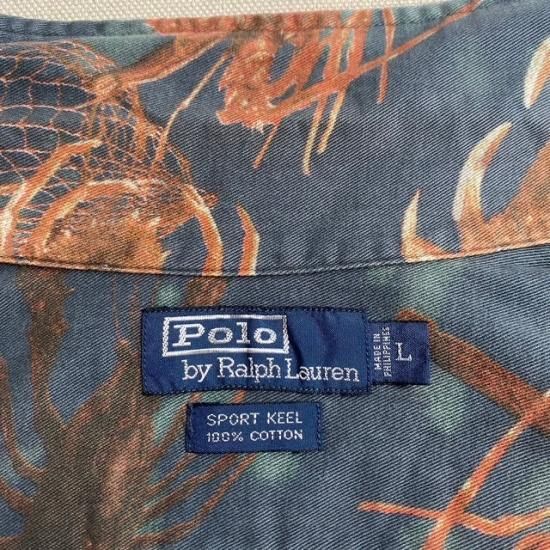 Polo
by Ralph Lauren
MADE IN
PHILIPPINES
L
SPORT KEEL
100% COTTON